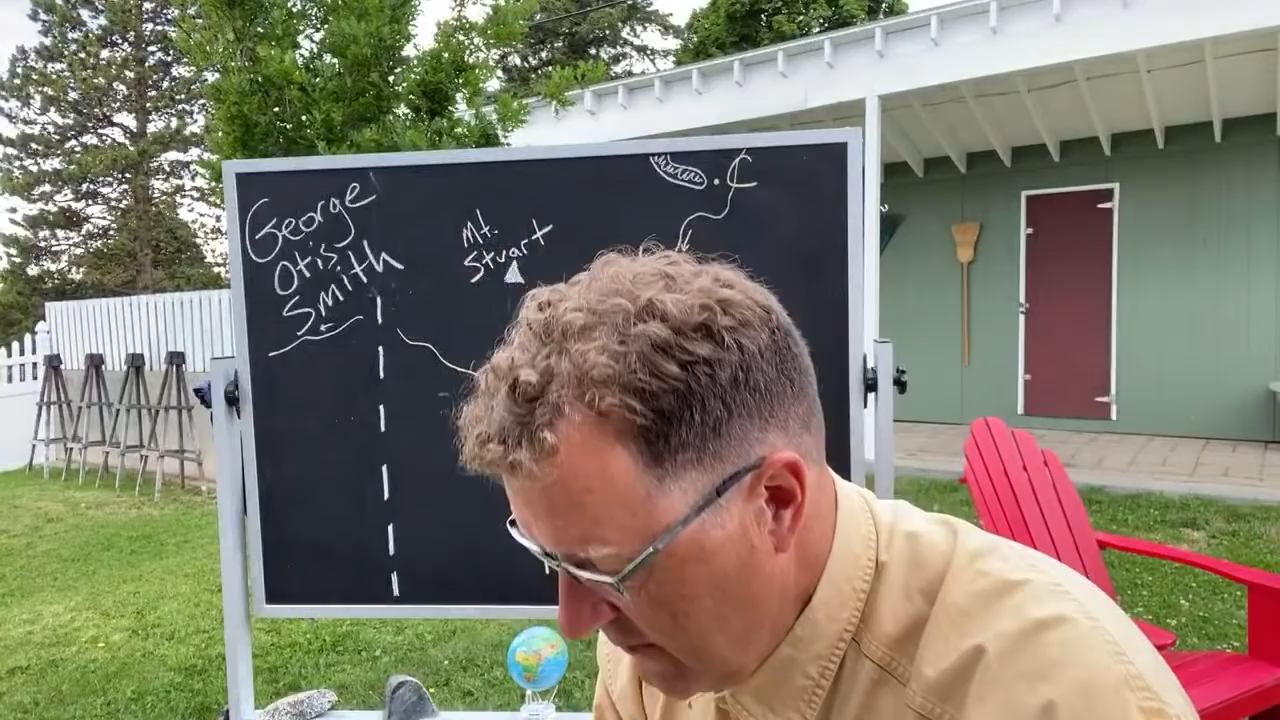 George
Otis
Smith
Mt.
Stuart
. C